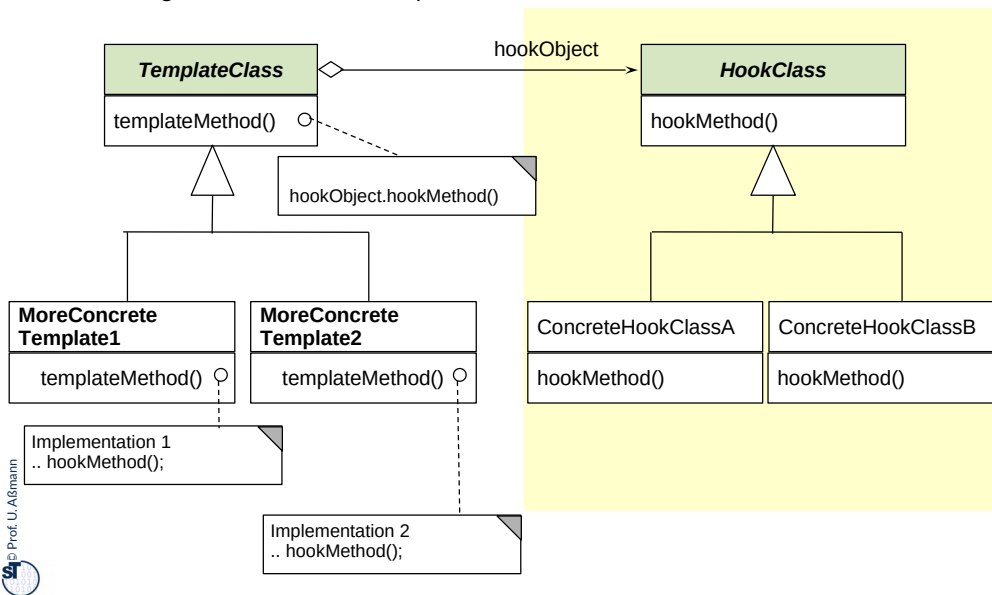 hookObject
TemplateClass
HookClass
templateMethod()
hookMethod()
hookObject.hookMethod()
MoreConcrete
Template1
MoreConcrete
Template2
ConcreteHookClassA
ConcreteHookClassB
templateMethod()
templateMethod()
hookMethod()
hookMethod()
Implementation 1
.. hookMethod();
Implementation 2
.. hookMethod();
© Prof. U. Aßmann
ST